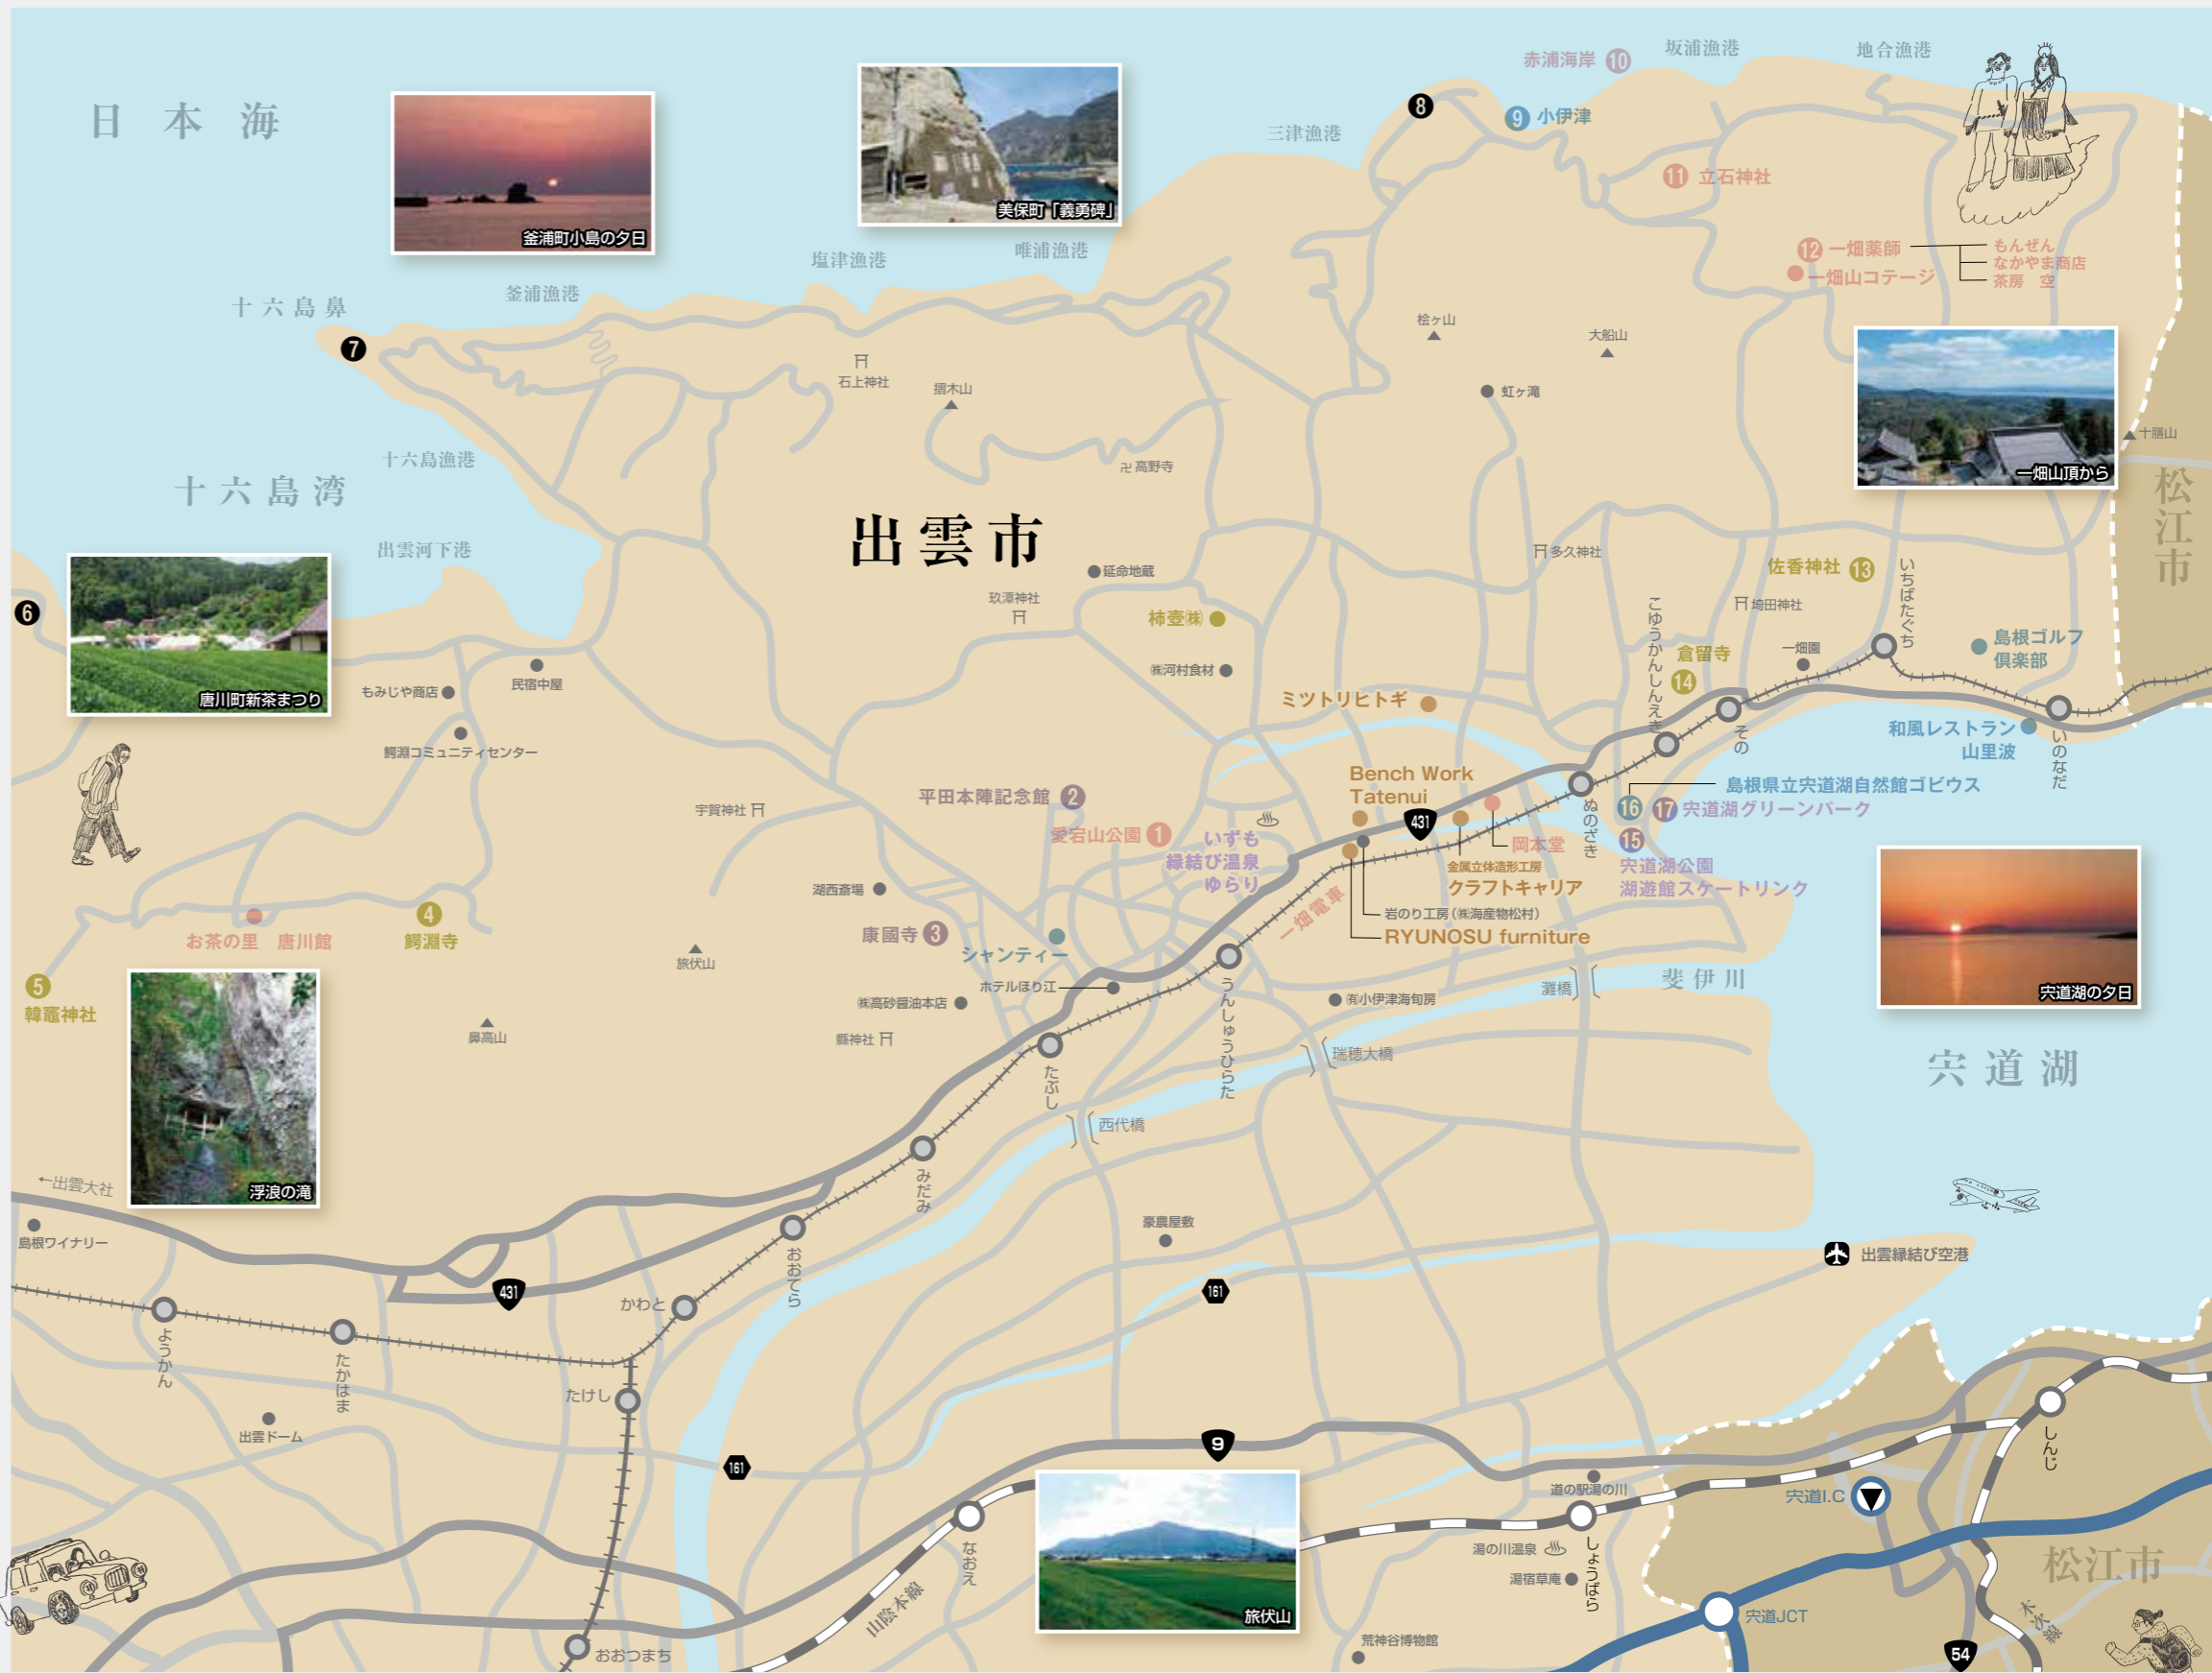 日本海
釜浦町小島の夕日
美保町「義勇碑」
赤浦海岸 10
坂浦漁港
地合漁港
8
9 小伊津
三津漁港
11 立石神社
12 一畑薬師
もんぜん
なかやま商店
茶房 空
一畑山コテージ
唯浦漁港
塩津漁港
釜浦漁港
十六島鼻
7
石上神社
摺木山
桧ヶ山
大船山
虹ヶ滝
一畑山頂から
十膳山
松江市
十六島漁港
十六島湾
高野寺
出雲市
出雲河下港
多久神社
延命地蔵
佐香神社 13
いちばたぐち
6
唐川町新茶まつり
玖潭神社
柿壺㈱
こゆうかんしんえき
埼田神社
倉留寺
14
一畑園
島根ゴルフ
倶楽部
民宿中屋
もみじや商店
㈱河村食材
ミツトリヒトギ
その
和風レストラン
山里波
いのなだ
鰐淵コミュニティセンター
平田本陣記念館 2
Bench Work
Tatenui
431
ぬのざき
島根県立宍道湖自然館ゴビウス
16
17 宍道湖グリーンパーク
15
宍道湖公園
湖遊館スケートリンク
宇賀神社
愛宕山公園 1
いずも
縁結び温泉
ゆらり
岡本堂
金属立体造形工房
クラフトキャリア
湖西斎場
一畑電車
岩のり工房(㈱海産物松村)
RYUNOSU furniture
お茶の里 唐川館
4
鰐淵寺
康國寺 3
シャンティー
旅伏山
5
韓竈神社
ホテルほり江
㈱高砂醤油本店
うんしゅうひらた
㈲小伊津海旬房
灘橋
斐伊川
宍道湖の夕日
鼻高山
縣神社
たぶし
瑞穂大橋
宍道湖
西代橋
浮浪の滝
←出雲大社
みだみ
島根ワイナリー
豪農屋敷
出雲縁結び空港
おおてら
431
161
かわと
ようかん
たかはま
たけし
出雲ドーム
しんじ
9
161
道の駅湯の川
宍道I.C
なおえ
湯の川温泉
しょうばら
湯宿草庵
松江市
山陰本線
旅伏山
宍道JCT
木次線
荒神谷博物館
おおつまち
54